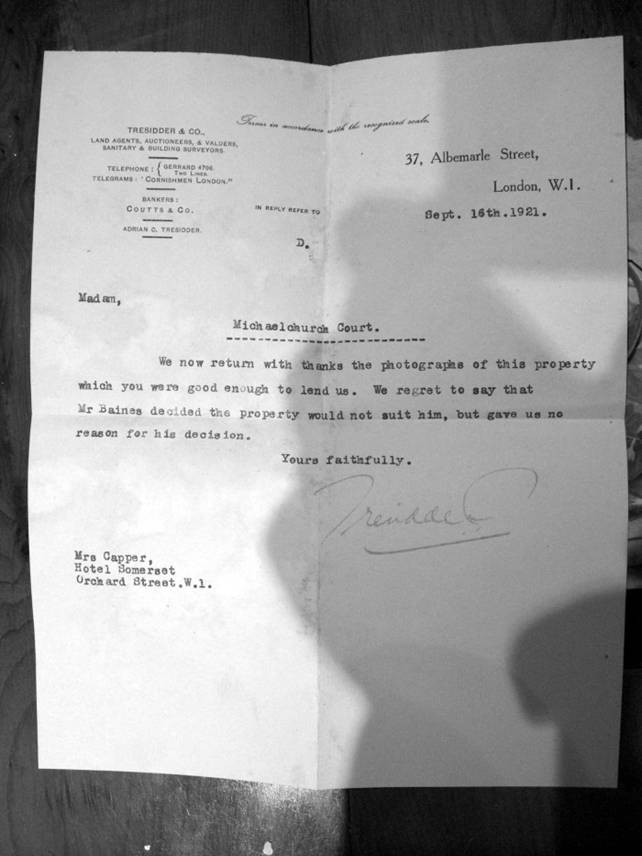 Terms in accordance with the recognized scale.
TRESIDDER & CO.,
LAND AGENTS, AUCTIONEERS, & VALUERS,
SANITARY & BUILDING SURVEYORS.
TELEPHONE: { GERRARD 4706.
TWO LINES.
TELEGRAMS: "CORNISHMEN LONDON."
BANKERS:
COUTTS & CO.
ADRIAN C. TRESIDDER.
IN REPLY REFER TO
D.
37, Albemarle Street,
London, W.1.
Sept. 16th.1921.
Madam,
Michaelchurch Court.
We now return with thanks the photographs of this property
which you were good enough to lend us. We regret to say that
Mr Baines decided the property would not suit him, but gave us no
reason for his decision.
Yours faithfully.
Tresidder Co
Mrs Capper,
Hotel Somerset
Orchard Street.W.1.